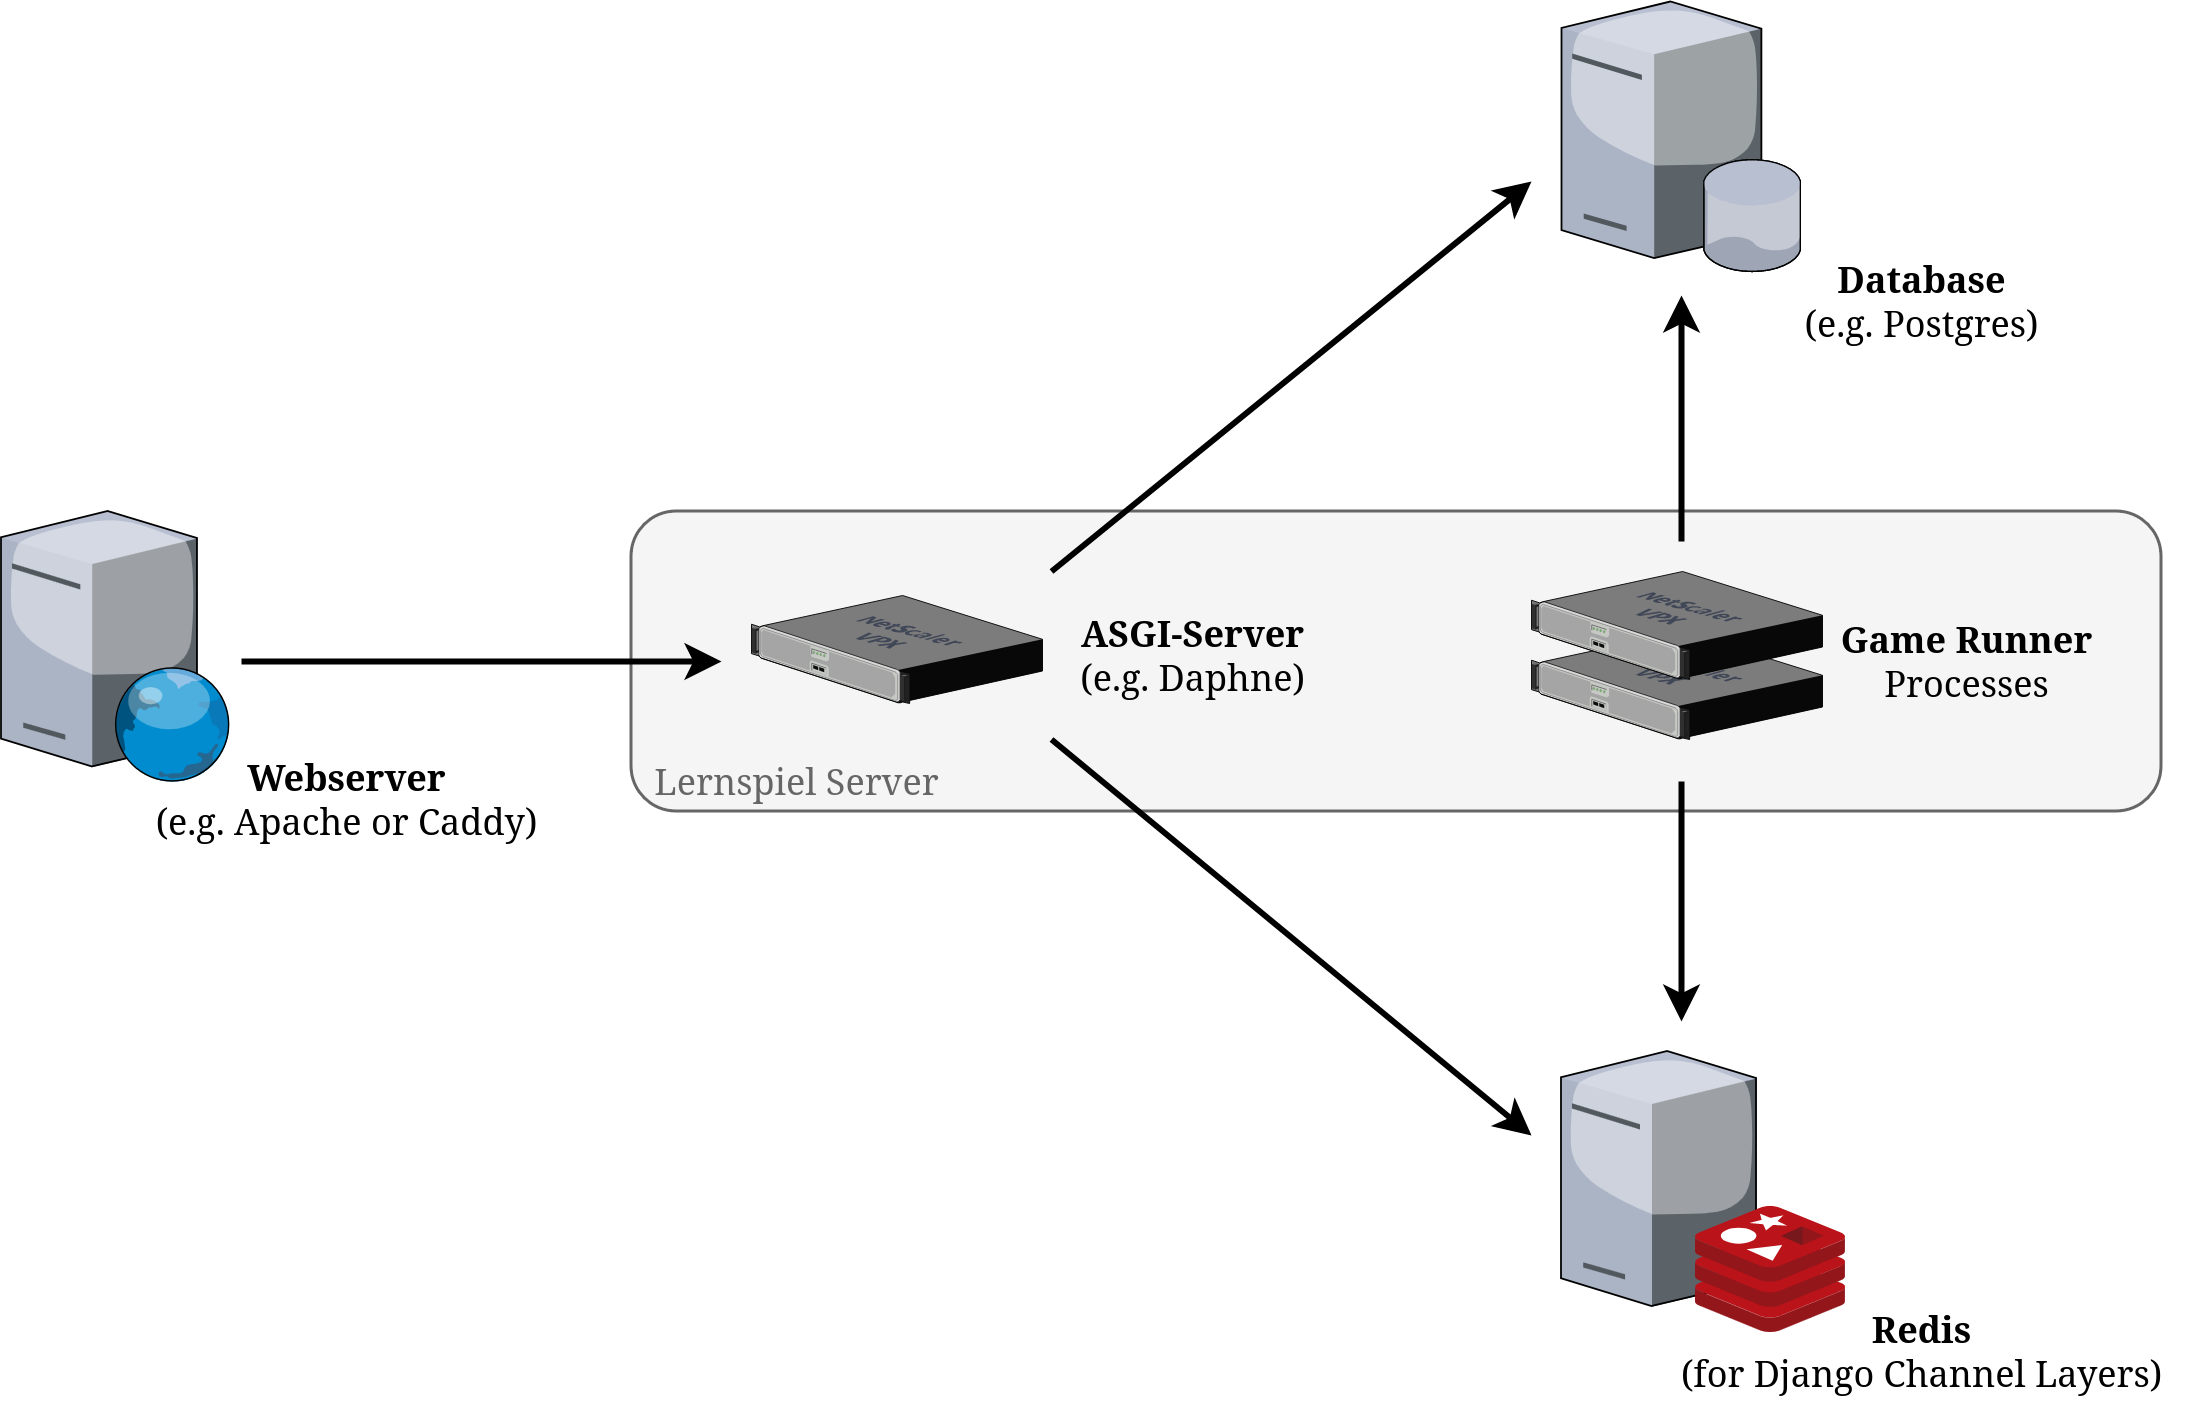 Database
(e.g. Postgres)
NetScaler
VPX
ASGI-Server
(e.g. Daphne)
NetScaler
VPX
VPX
Game Runner
Processes
Lernspiel Server
Webserver
(e.g. Apache or Caddy)
Redis
(for Django Channel Layers)